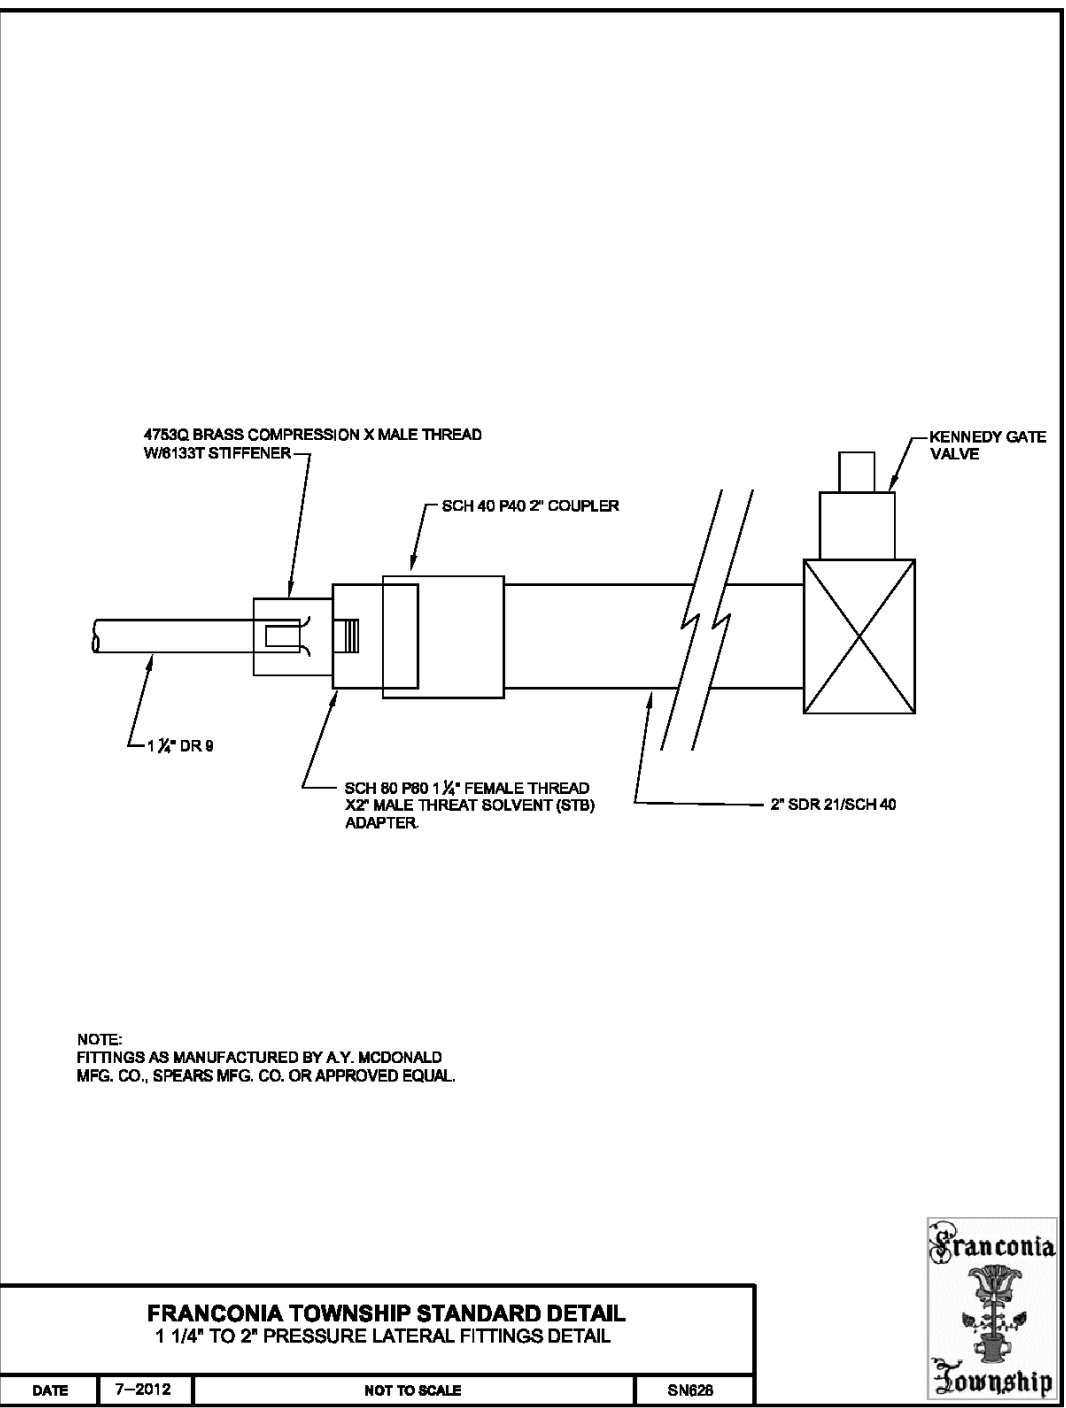 4753Q BRASS COMPRESSION X MALE THREAD
W/6133T STIFFENER
KENNEDY GATE
VALVE
SCH 40 P40 2" COUPLER
1 ¼" DR 9
SCH 80 P80 1 ¼" FEMALE THREAD
X2" MALE THREAT SOLVENT (STB)
ADAPTER.
2" SDR 21/SCH 40
NOTE:
FITTINGS AS MANUFACTURED BY A.Y. MCDONALD
MFG. CO., SPEARS MFG. CO. OR APPROVED EQUAL.
Franconia
Township
FRANCONIA TOWNSHIP STANDARD DETAIL
1 1/4" TO 2" PRESSURE LATERAL FITTINGS DETAIL
DATE 7-2012 NOT TO SCALE SN628